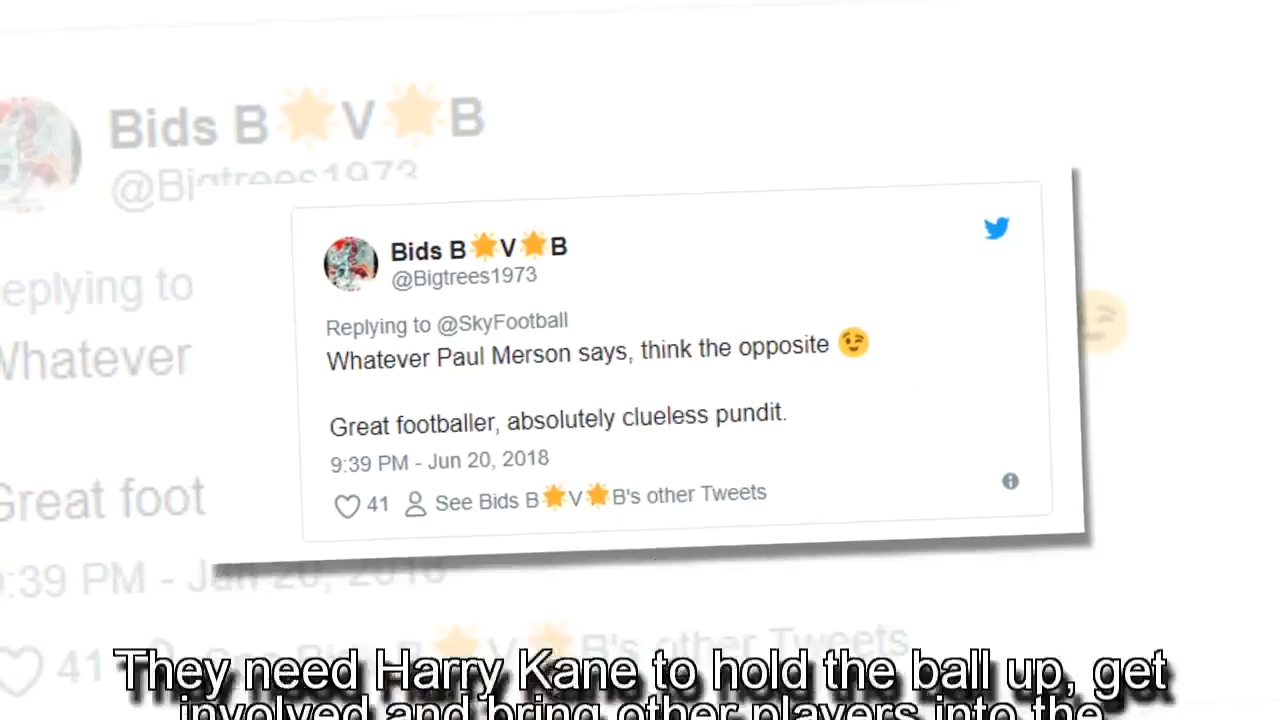 Bids B🌟V🌟B
@Bigtrees1973
Replying to
Whatever
Great foot
9:39 PM - Jun 20, 2018
41 See Bids B🌟V🌟B's other Tweets
Bids B🌟V🌟B
@Bigtrees1973
Replying to @SkyFootball
Whatever Paul Merson says, think the opposite 😉
Great footballer, absolutely clueless pundit.
9:39 PM - Jun 20, 2018
41 See Bids B🌟V🌟B's other Tweets
They need Harry Kane to hold the ball up, get
involved and bring other players into the